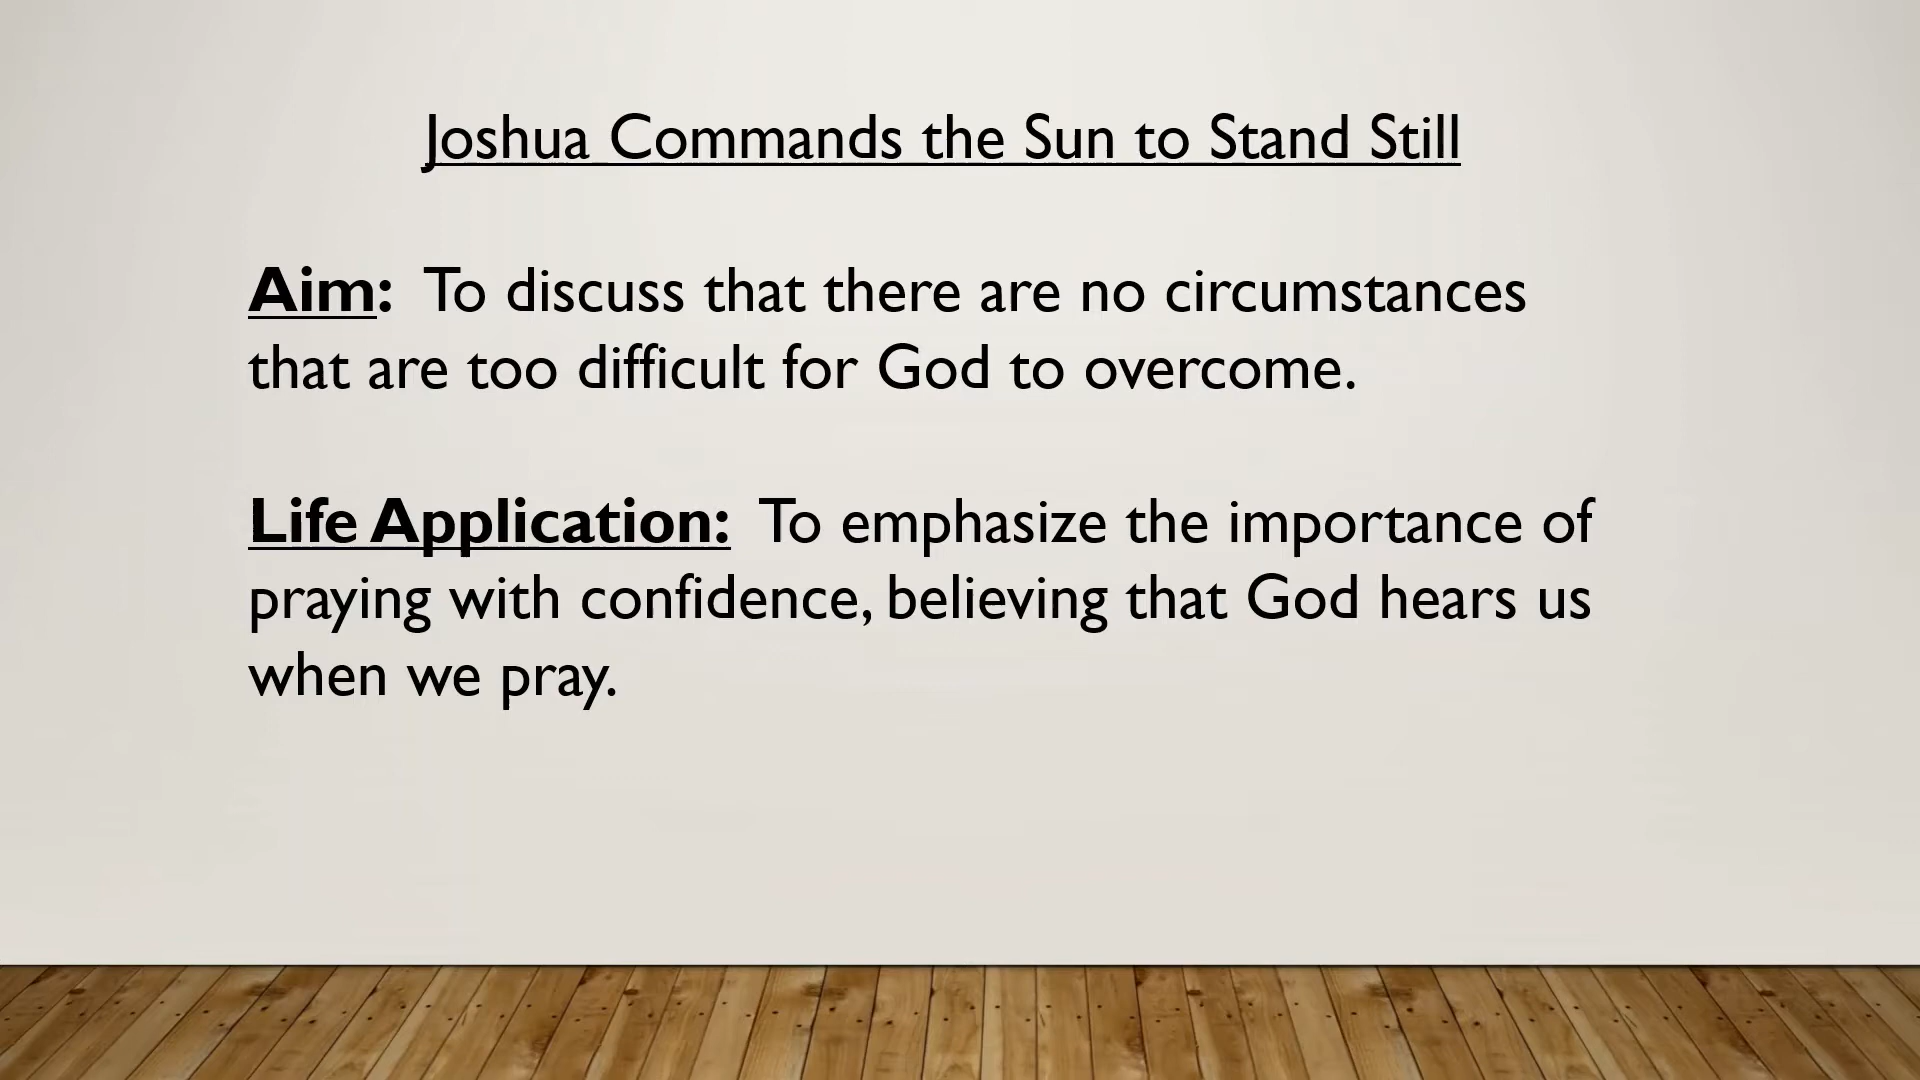 Joshua Commands the Sun to Stand Still
Aim: To discuss that there are no circumstances
that are too difficult for God to overcome.
Life Application: To emphasize the importance of
praying with confidence, believing that God hears us
when we pray.